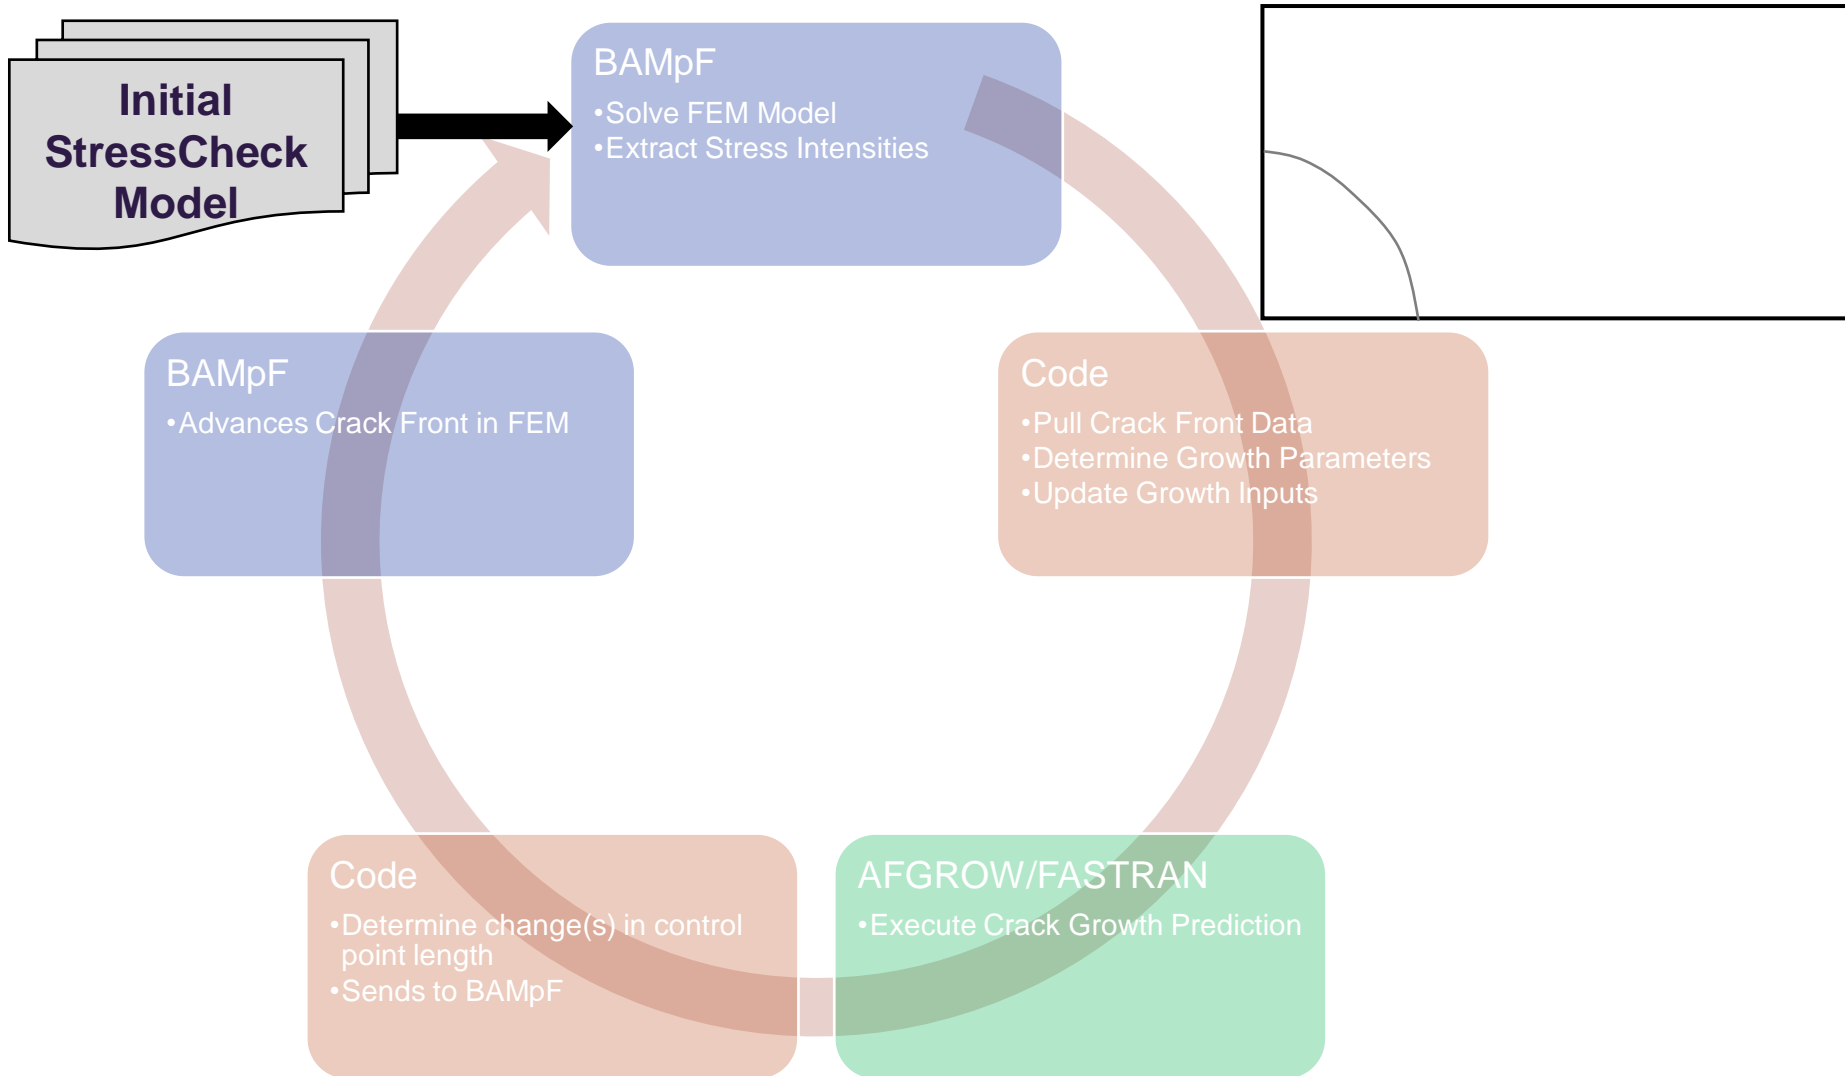 Initial
StressCheck
Model
BAMpF
•Solve FEM Model
•Extract Stress Intensities
Code
•Pull Crack Front Data
•Determine Growth Parameters
•Update Growth Inputs
AFGROW/FASTRAN
•Execute Crack Growth Prediction
Code
•Determine change(s) in control
point length
•Sends to BAMpF
BAMpF
•Advances Crack Front in FEM